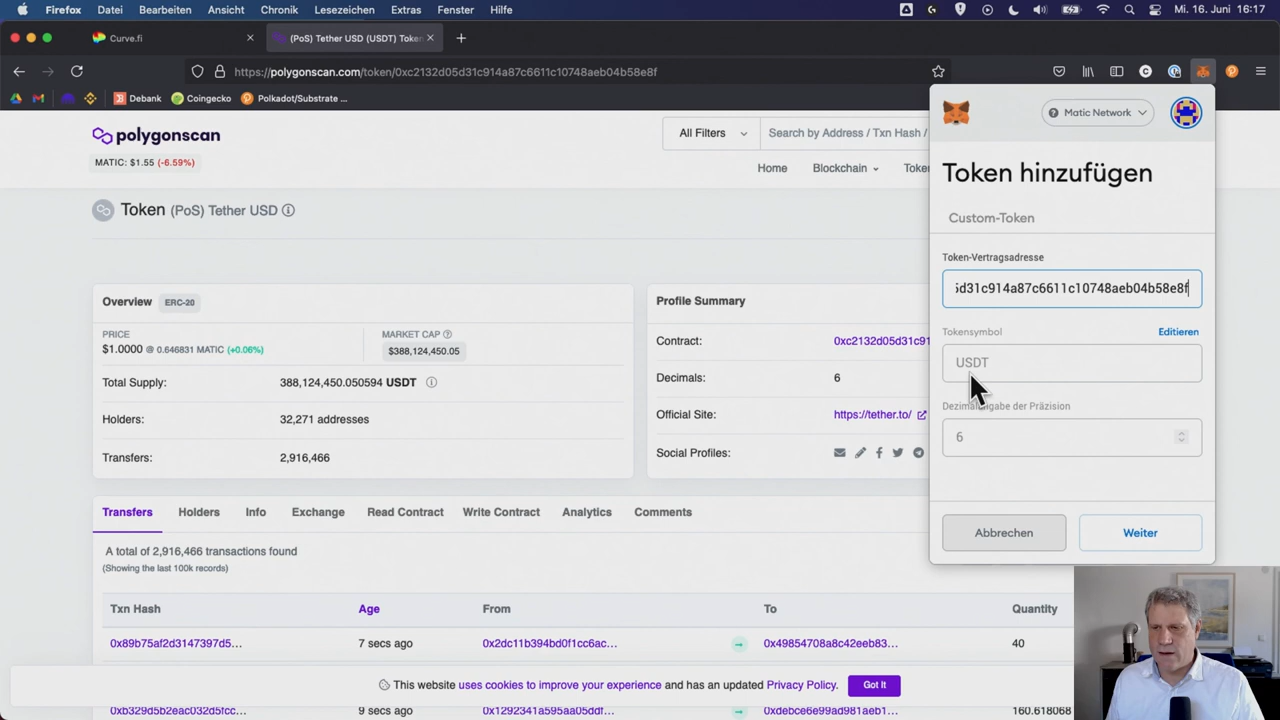 Firefox Datei Bearbeiten Ansicht Chronik Lesezeichen Extras Fenster Hilfe Mi. 16. Juni 16:17
Curve.fi (PoS) Tether USD (USDT) Toke
https://polygonscan.com/token/0xc2132d05d31c914a87c6611c10748aeb04b58e8f
Debank Coingecko Polkadot/Substrate ...
polygonscan
MATIC: $1.55 (-6.59%)
All Filters Search by Address / Txn Hash /
Home Blockchain Toke
Token (PoS) Tether USD
Overview ERC-20
PRICE
$1.0000 @ 0.646831 MATIC (+0.06%)
MARKET CAP
$388,124,450.05
Total Supply: 388,124,450.050594 USDT
Holders: 32,271 addresses
Transfers: 2,916,466
Profile Summary
Contract: 0xc2132d05d31c91
Decimals: 6
Official Site: https://tether.to/
Social Profiles:
Transfers Holders Info Exchange Read Contract Write Contract Analytics Comments
A total of 2,916,466 transactions found
(Showing the last 100k records)
Txn Hash Age From To Quantity
0x89b75af2d3147397d5... 7 secs ago 0x2dc11b394bd0f1cc6ac... 0x49854708a8c42eeb83... 40
This website uses cookies to improve your experience and has an updated Privacy Policy. Got It
0xb329d5b2eac032d5fcc... 9 secs ago 0x1292341a595aa05ddf... 0xdebce6e99ad981aeb1... 160.618068
Matic Network
Token hinzufügen
Custom-Token
Token-Vertragsadresse
5d31c914a87c6611c10748aeb04b58e8f
Tokensymbol Editieren
USDT
Dezimalangabe der Präzision
6
Abbrechen Weiter